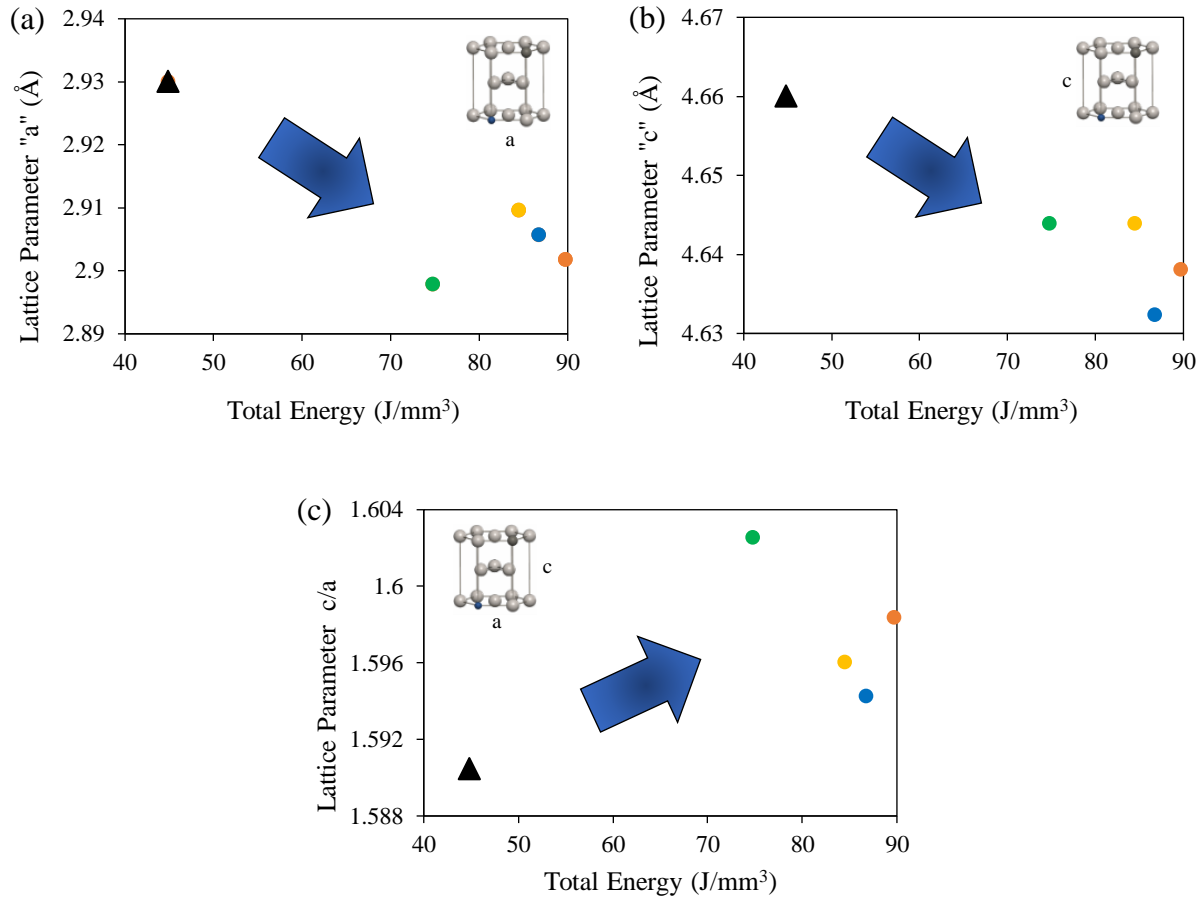 (a)
2.94
2.93
2.92
2.91
2.9
2.89
Lattice Parameter "a" (Å)
a
40 50 60 70 80 90
Total Energy (J/mm³)
(b)
4.67
4.66
4.65
4.64
4.63
Lattice Parameter "c" (Å)
c
40 50 60 70 80 90
Total Energy (J/mm³)
(c)
1.604
1.6
1.596
1.592
1.588
Lattice Parameter c/a
c
a
40 50 60 70 80 90
Total Energy (J/mm³)